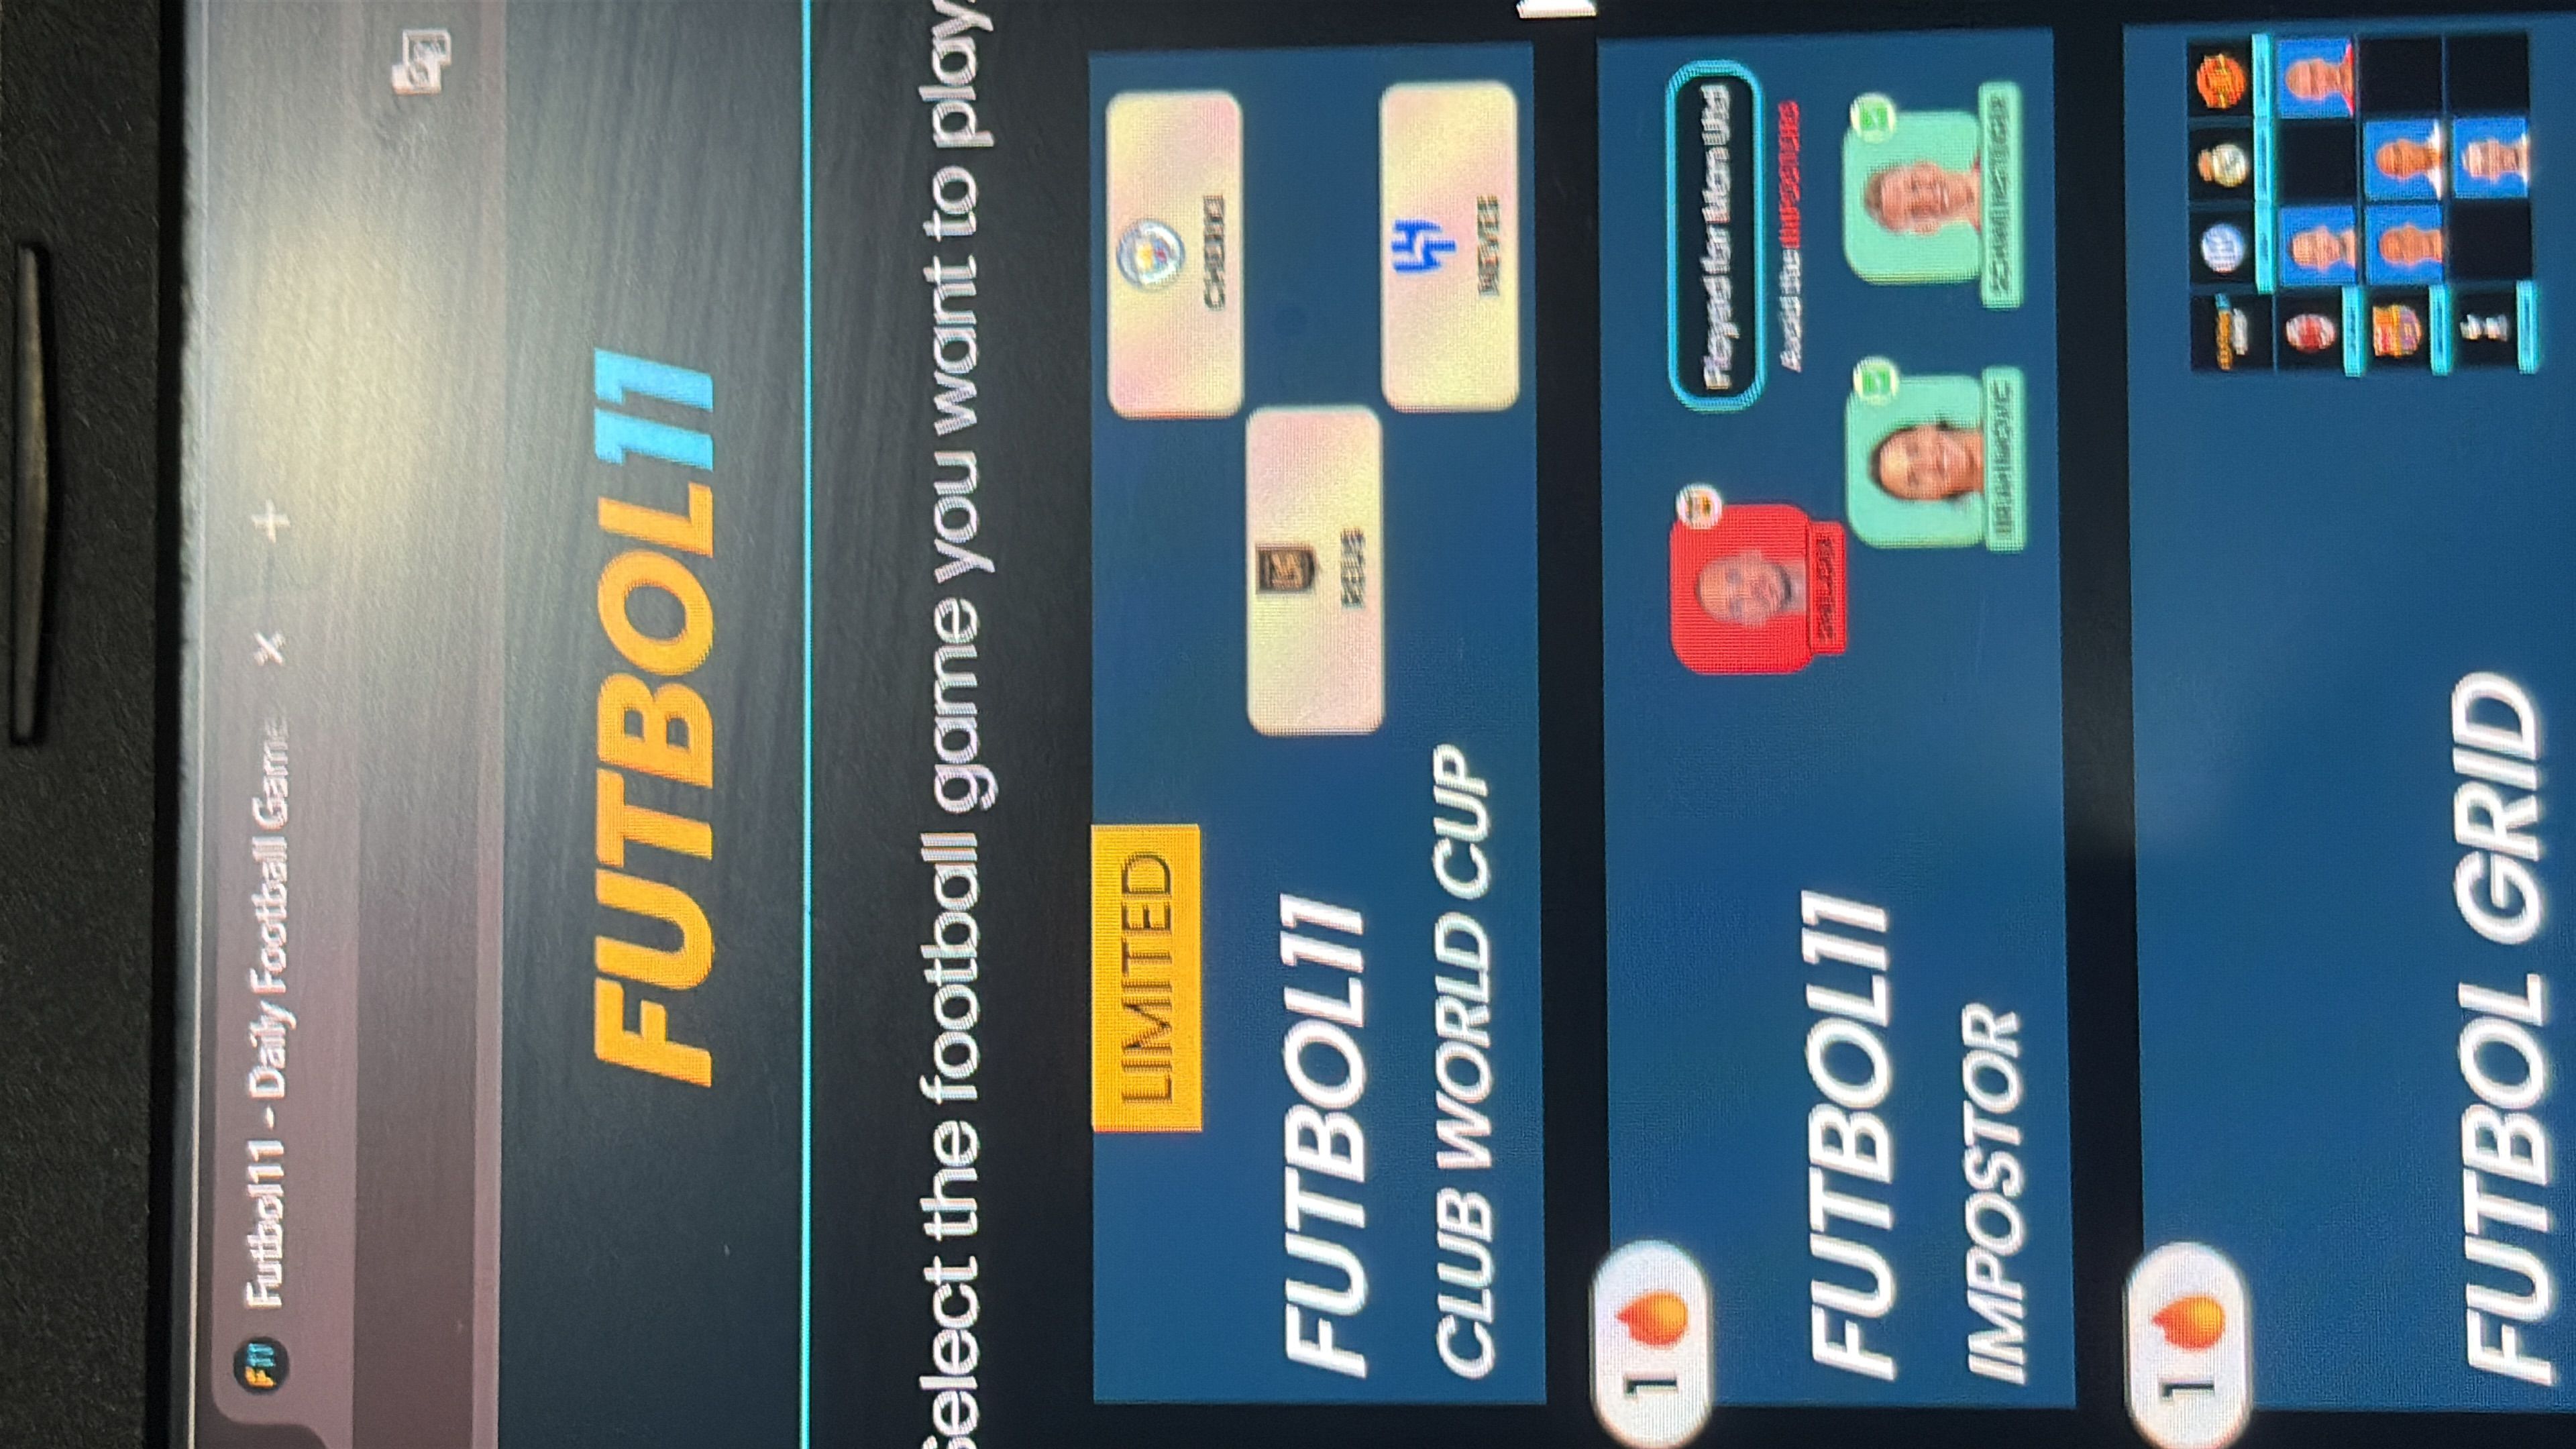 F11 Futbol11 - Daily Football Game
FUTBOL11
Select the football game you want to play.
LIMITED
CHERKI
REUS
FUTBOL11
NEVES
CLUB WORLD CUP
1
Played for Man Utd
Avoid the IMPOSTORS
FUTBOL11
IBRAHIMOVIC
SCHWEINSTEIGER
IMPOSTOR
1
FUTBOL GRID